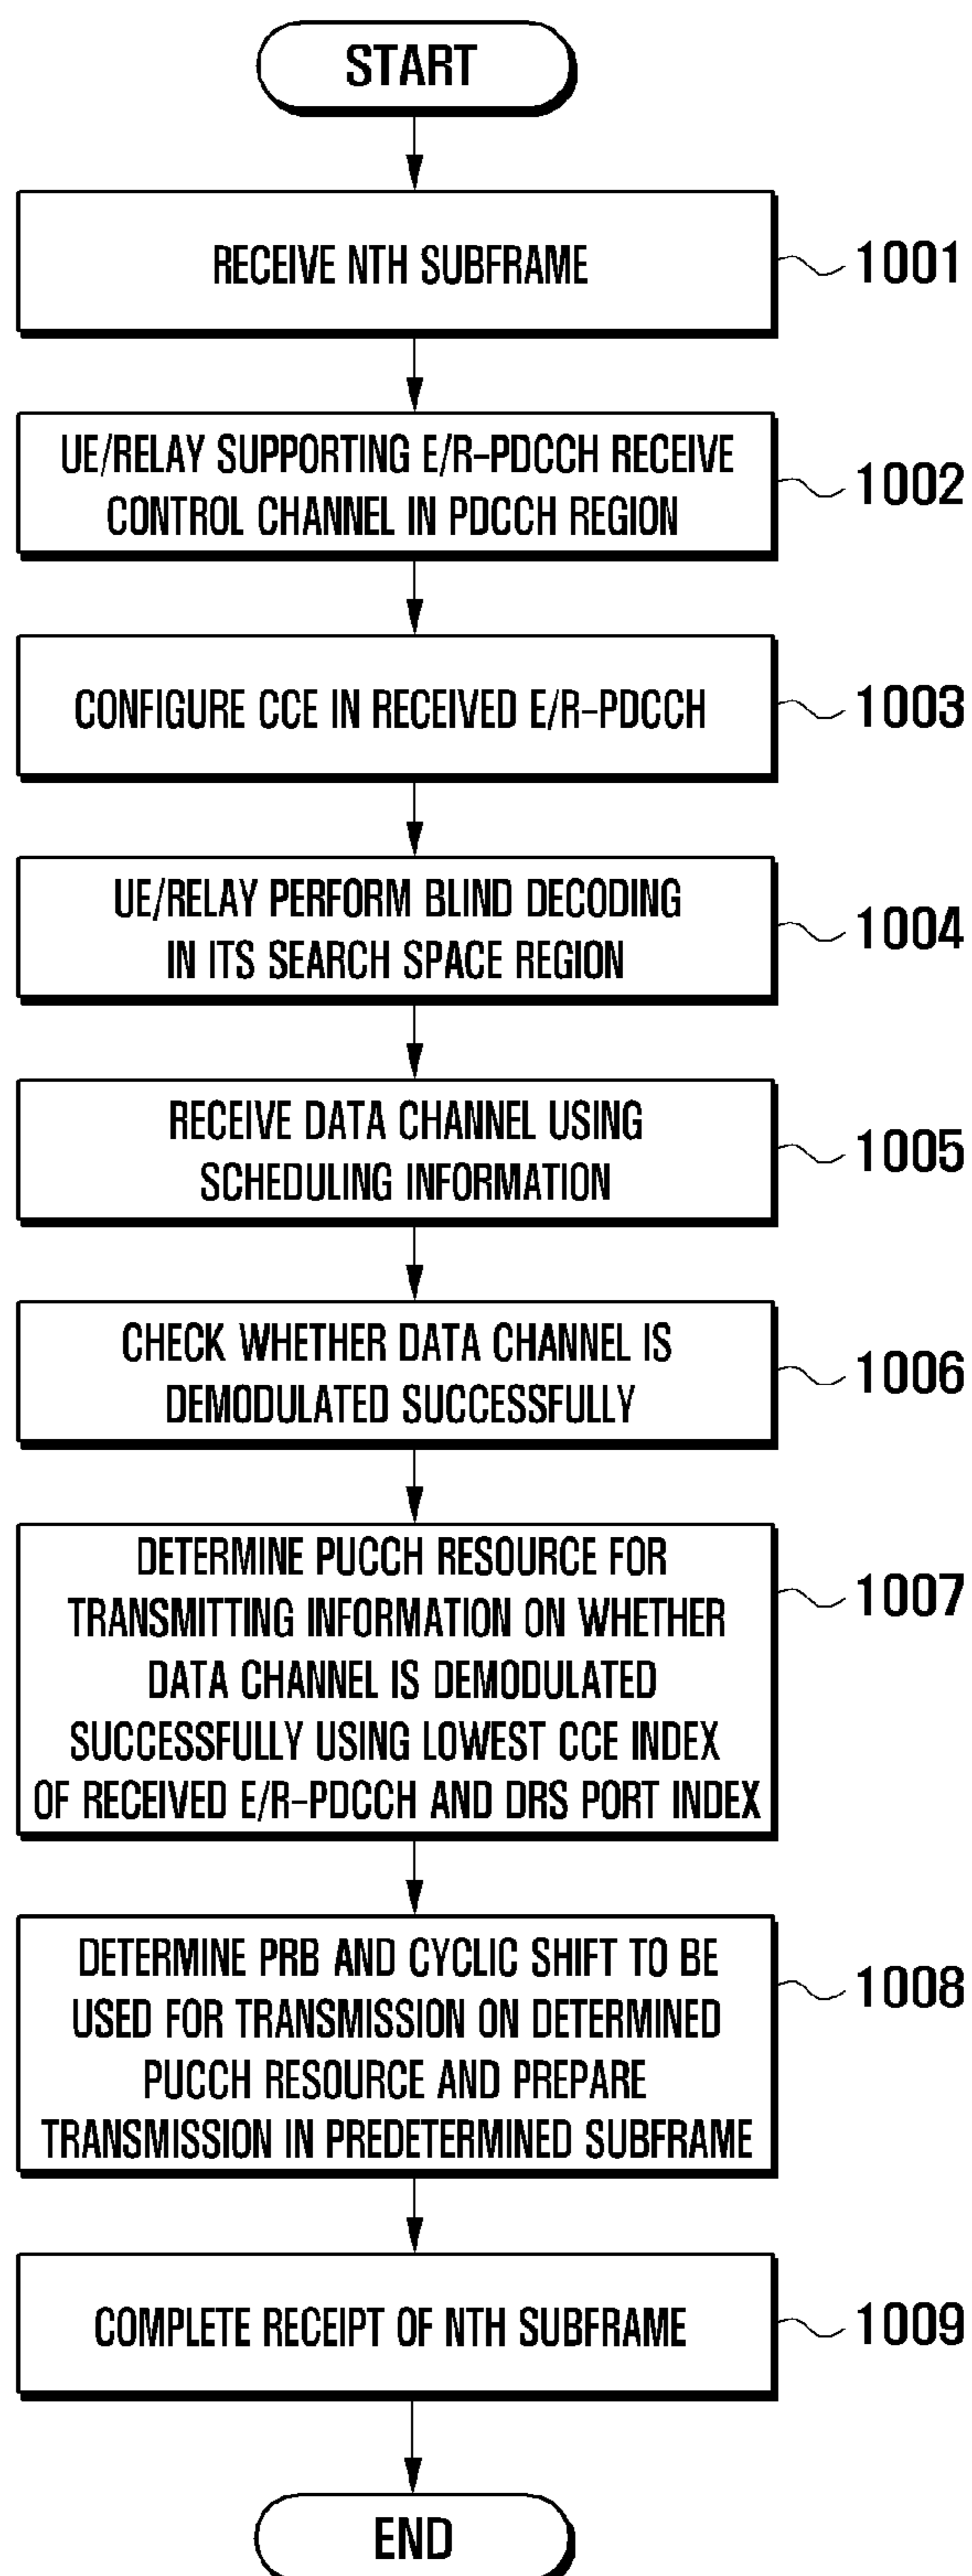 START
RECEIVE NTH SUBFRAME
1001
UE/RELAY SUPPORTING E/R-PDCCH RECEIVE
CONTROL CHANNEL IN PDCCH REGION
1002
CONFIGURE CCE IN RECEIVED E/R-PDCCH
1003
UE/RELAY PERFORM BLIND DECODING
IN ITS SEARCH SPACE REGION
1004
RECEIVE DATA CHANNEL USING
SCHEDULING INFORMATION
1005
CHECK WHETHER DATA CHANNEL IS
DEMODULATED SUCCESSFULLY
1006
DETERMINE PUCCH RESOURCE FOR
TRANSMITTING INFORMATION ON WHETHER
DATA CHANNEL IS DEMODULATED
SUCCESSFULLY USING LOWEST CCE INDEX
OF RECEIVED E/R-PDCCH AND DRS PORT INDEX
1007
DETERMINE PRB AND CYCLIC SHIFT TO BE
USED FOR TRANSMISSION ON DETERMINED
PUCCH RESOURCE AND PREPARE
TRANSMISSION IN PREDETERMINED SUBFRAME
1008
COMPLETE RECEIPT OF NTH SUBFRAME
1009
END